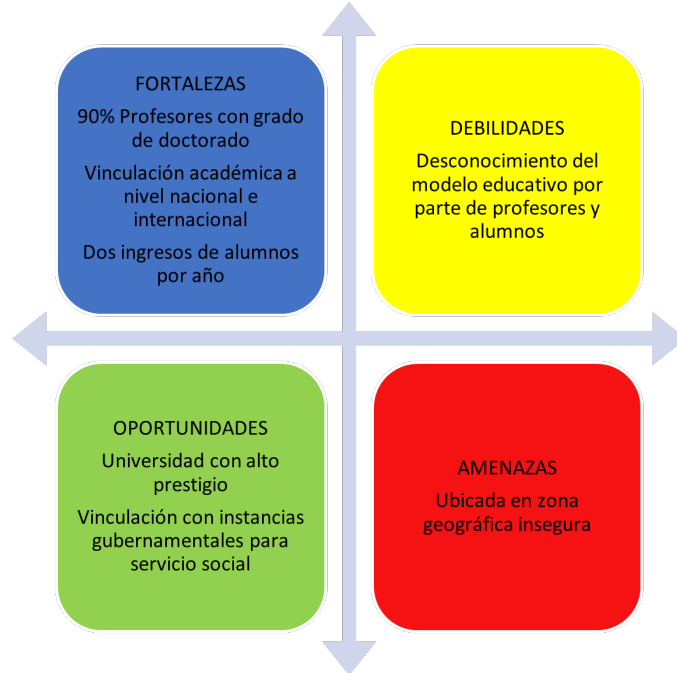 FORTALEZAS
90% Profesores con grado
de doctorado
Vinculación académica a
nivel nacional e
internacional
Dos ingresos de alumnos
por año
DEBILIDADES
Desconocimiento del
modelo educativo por
parte de profesores y
alumnos
OPORTUNIDADES
Universidad con alto
prestigio
Vinculación con instancias
gubernamentales para
servicio social
AMENAZAS
Ubicada en zona
geográfica insegura